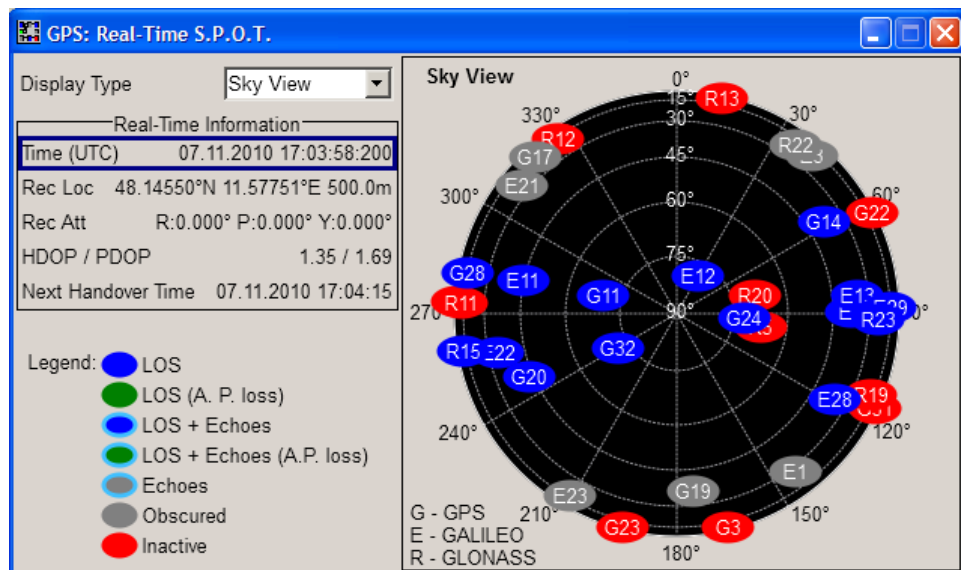 GPS: Real-Time S.P.O.T.
Display Type Sky View
Real-Time Information
Time (UTC) 07.11.2010 17:03:58:200
Rec Loc 48.14550°N 11.57751°E 500.0m
Rec Att R:0.000° P:0.000° Y:0.000°
HDOP / PDOP 1.35 / 1.69
Next Handover Time 07.11.2010 17:04:15
Legend:
LOS
LOS (A. P. loss)
LOS + Echoes
LOS + Echoes (A.P. loss)
Echoes
Obscured
Inactive
Sky View
0°
15°
R13
330°
30°
30°
R12
R22
G17
45°
E21
300°
60°
60°
G14
G22
75°
G28
E11
E12
G11
R20
E13
R11
270
90°
G24
R23
R15
G32
G20
E28
R19
240°
120°
E1
E23
G19
G - GPS
210°
150°
E - GALILEO
G23
G3
R - GLONASS
180°